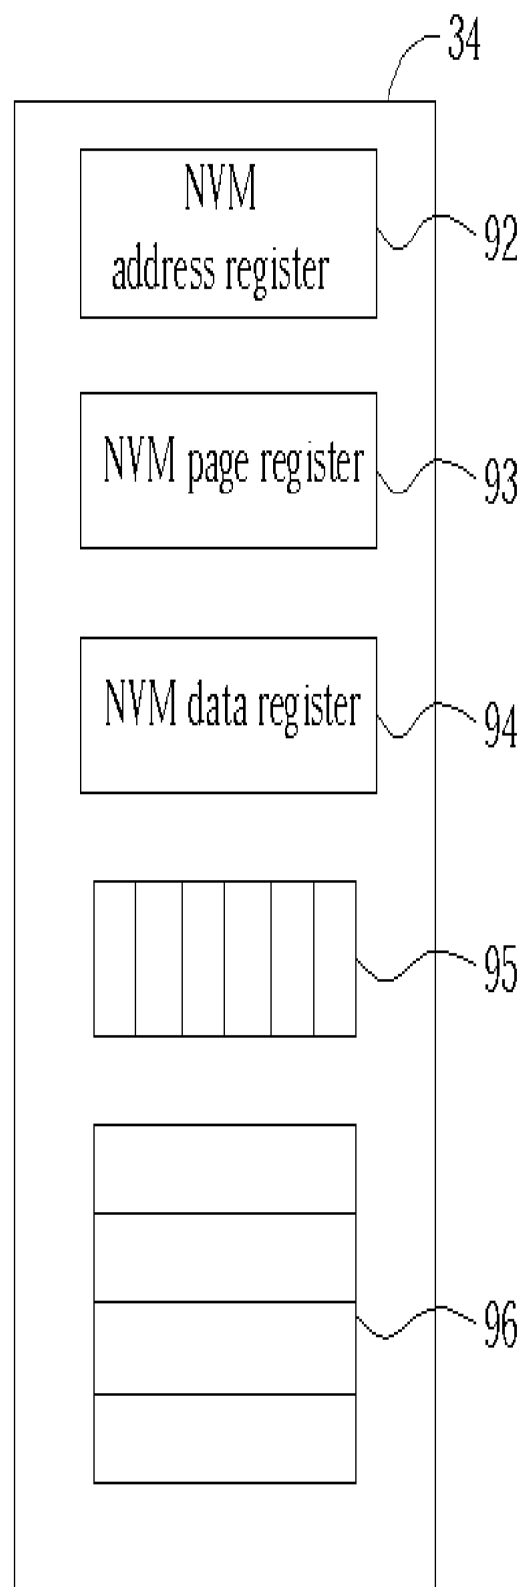 34
NVM
address register
92
NVM page register
93
NVM data register
94
95
96